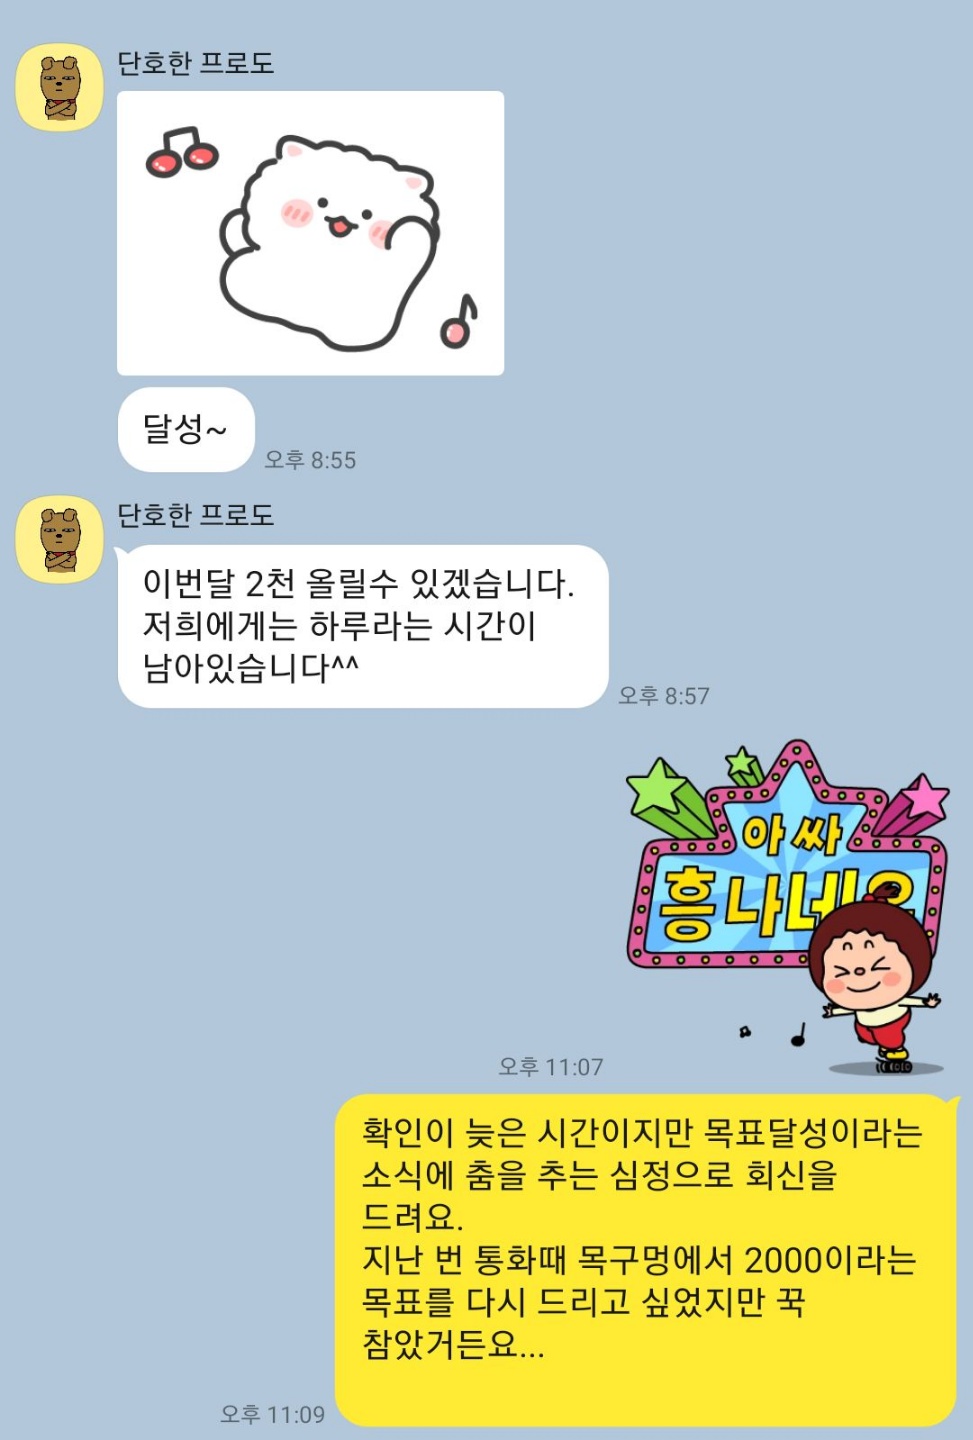 단호한 프로도
달성~
오후 8:55
단호한 프로도
이번달 2천 올릴수 있겠습니다.
저희에게는 하루라는 시간이
남아있습니다^^
오후 8:57
아싸
흥나네요
오후 11:07
확인이 늦은 시간이지만 목표달성이라는
소식에 춤을 추는 심정으로 회신을
드려요.
지난 번 통화때 목구멍에서 2000이라는
목표를 다시 드리고 싶었지만 꾹
참았거든요...
오후 11:09